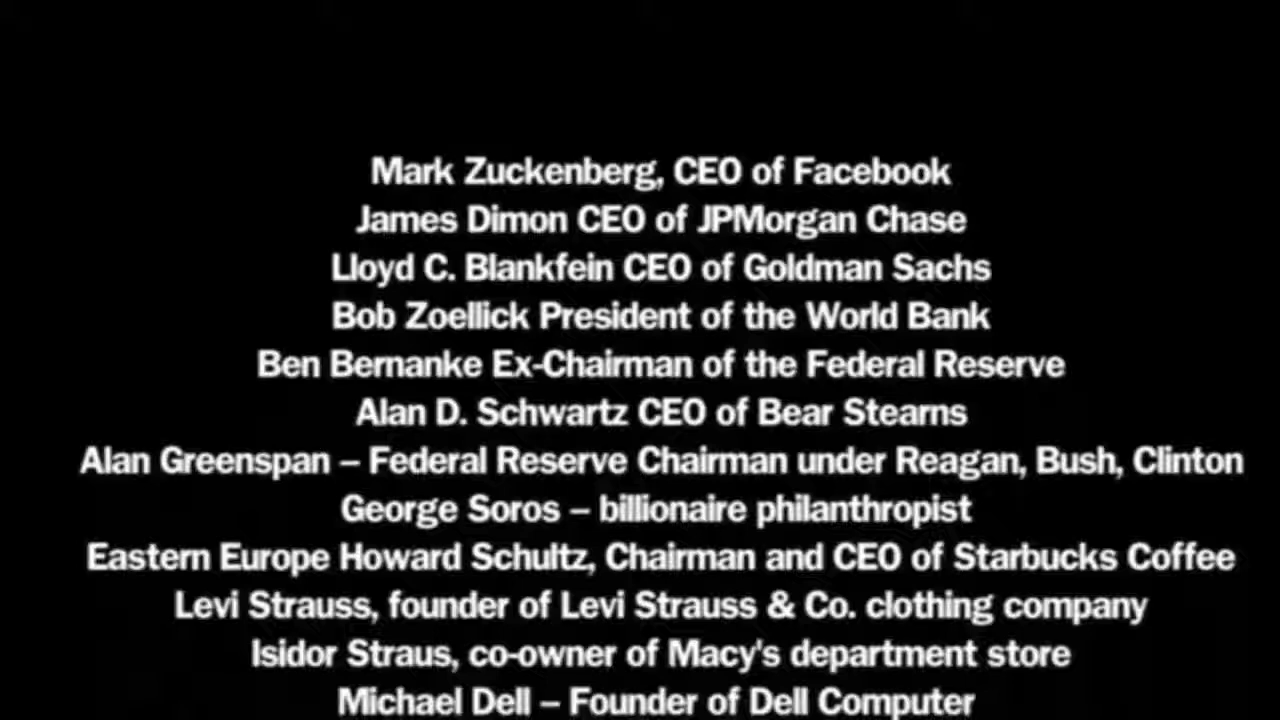 Mark Zuckenberg, CEO of Facebook
James Dimon CEO of JPMorgan Chase
Lloyd C. Blankfein CEO of Goldman Sachs
Bob Zoellick President of the World Bank
Ben Bernanke Ex-Chairman of the Federal Reserve
Alan D. Schwartz CEO of Bear Stearns
Alan Greenspan – Federal Reserve Chairman under Reagan, Bush, Clinton
George Soros – billionaire philanthropist
Eastern Europe Howard Schultz, Chairman and CEO of Starbucks Coffee
Levi Strauss, founder of Levi Strauss & Co. clothing company
Isidor Straus, co-owner of Macy's department store
Michael Dell – Founder of Dell Computer